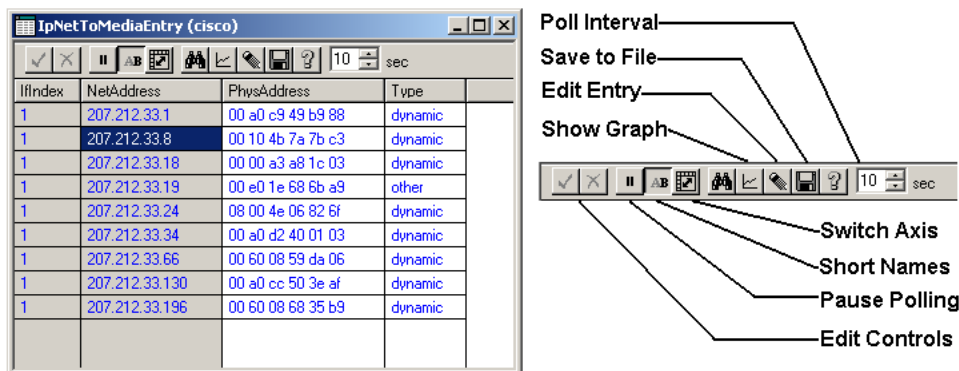 IpNetToMediaEntry (cisco)
AB 10 sec
IfIndex NetAddress PhysAddress Type
1 207.212.33.1 00 a0 c9 49 b9 88 dynamic
1 207.212.33.8 00 10 4b 7a 7b c3 dynamic
1 207.212.33.18 00 00 a3 a8 1c 03 dynamic
1 207.212.33.19 00 e0 1e 68 6b a9 other
1 207.212.33.24 08 00 4e 06 82 6f dynamic
1 207.212.33.34 00 a0 d2 40 01 03 dynamic
1 207.212.33.66 00 60 08 59 da 06 dynamic
1 207.212.33.130 00 a0 cc 50 3e af dynamic
1 207.212.33.196 00 60 08 68 35 b9 dynamic
Poll Interval
Save to File
Edit Entry
Show Graph
AB 10 sec
Switch Axis
Short Names
Pause Polling
Edit Controls